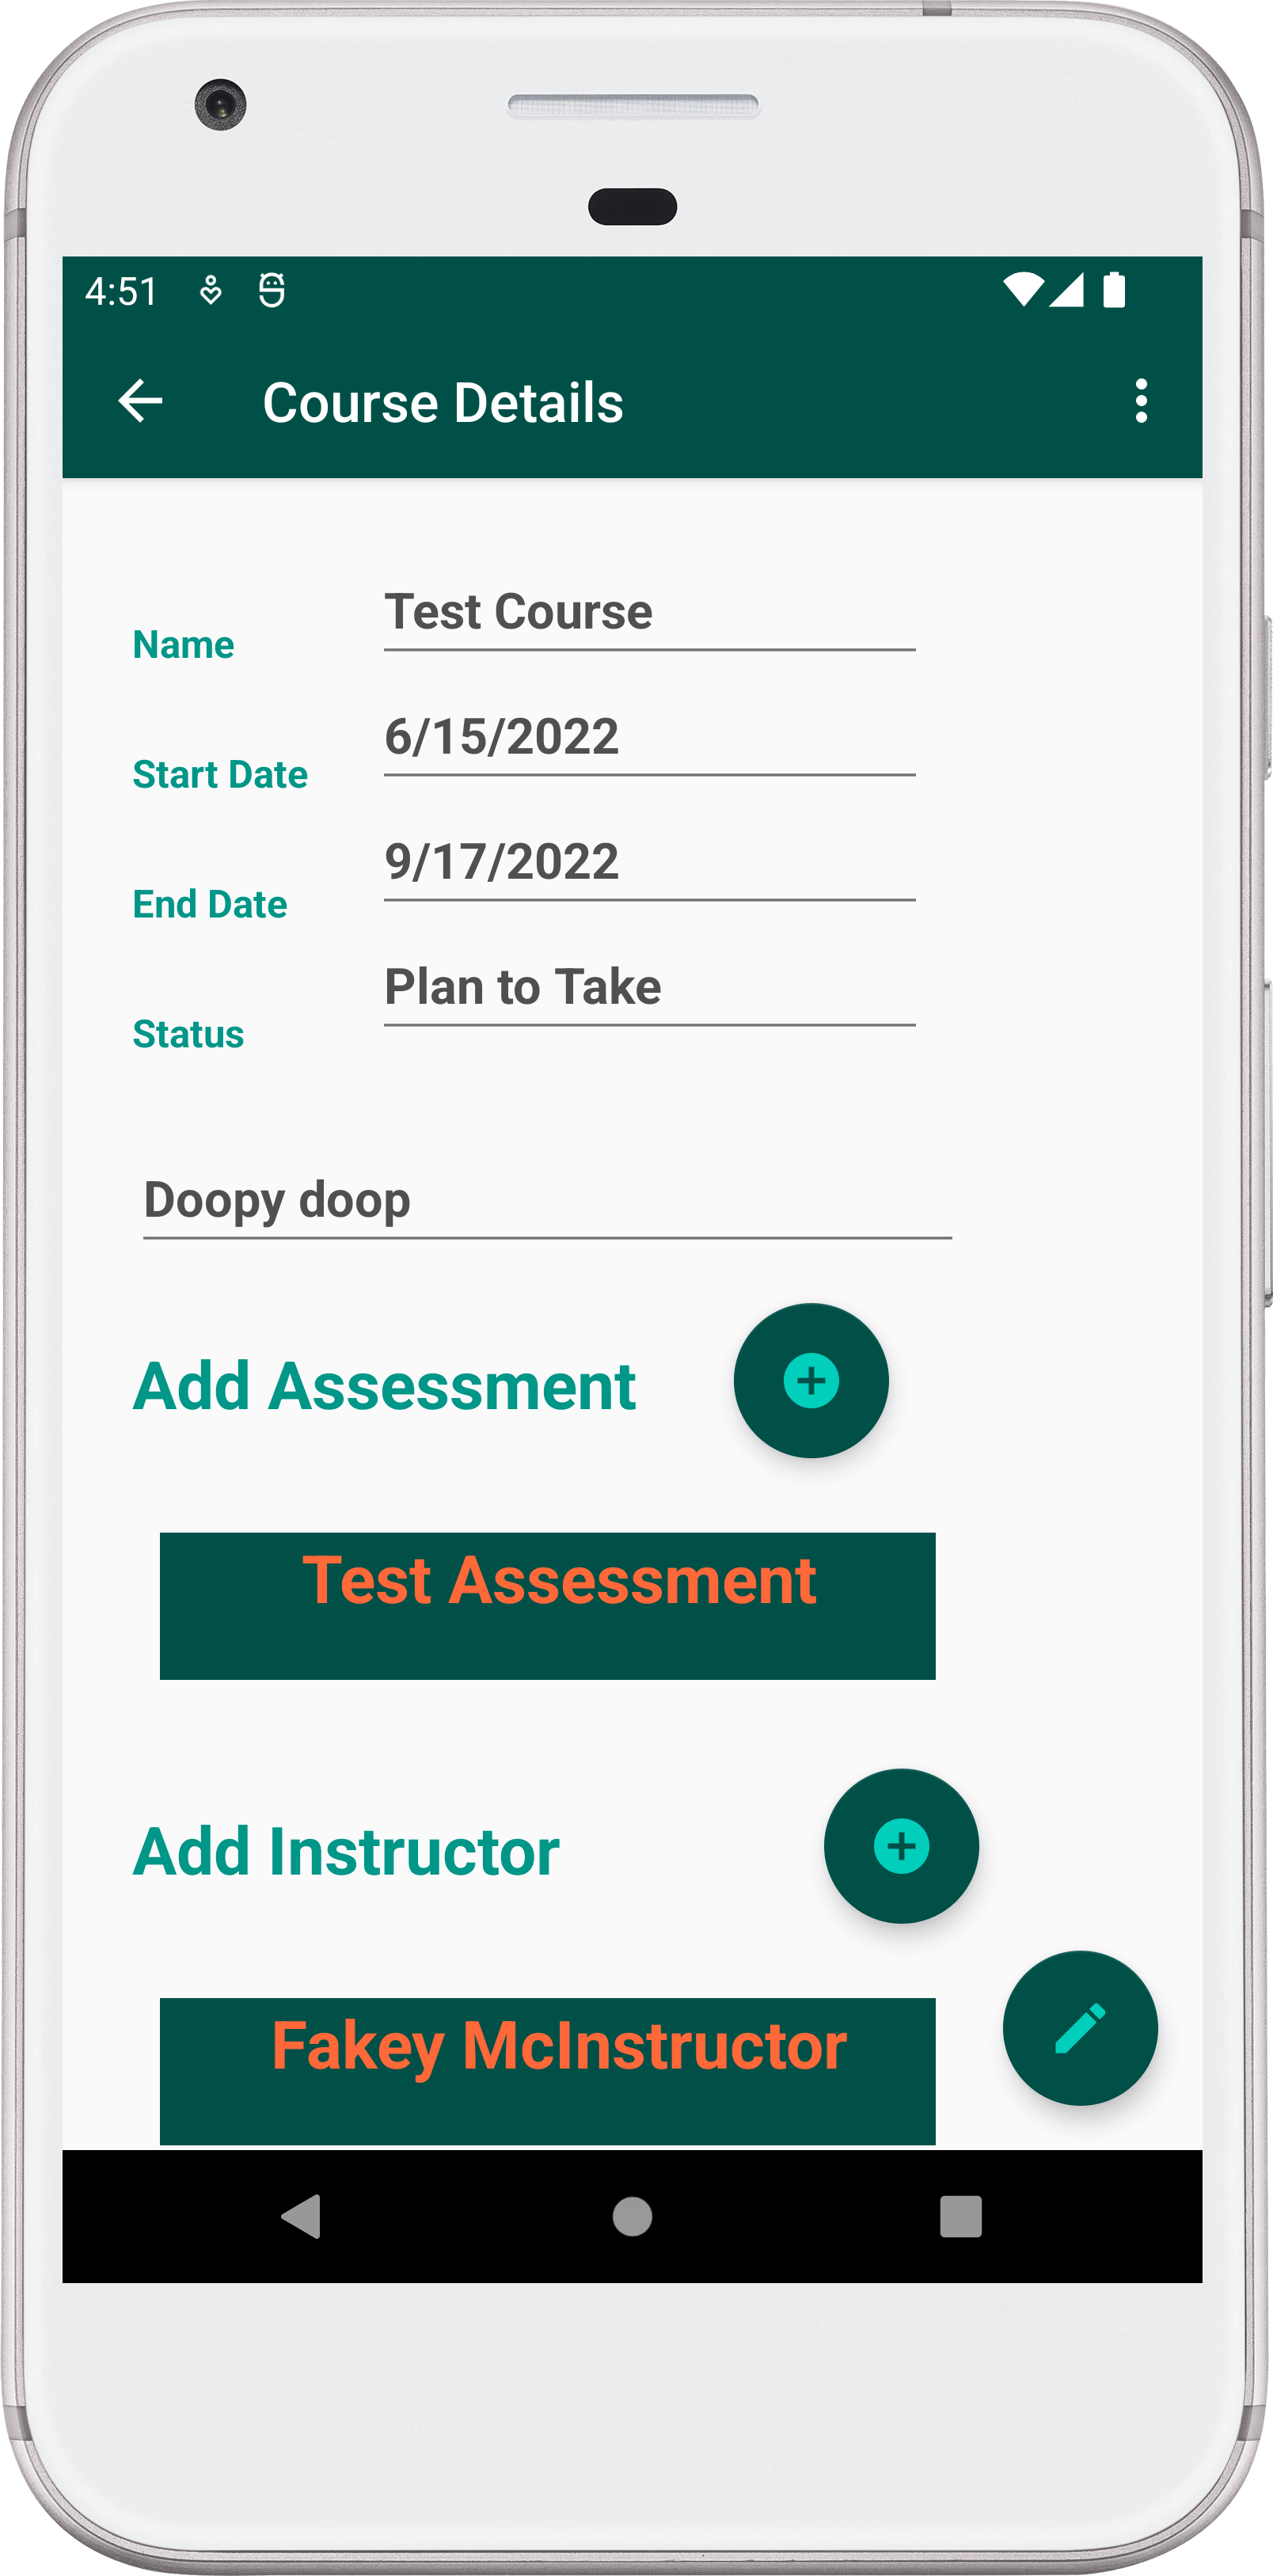 4:51
Course Details
Name
Test Course
Start Date
6/15/2022
End Date
9/17/2022
Status
Plan to Take
Doopy doop
Add Assessment
Test Assessment
Add Instructor
Fakey McInstructor